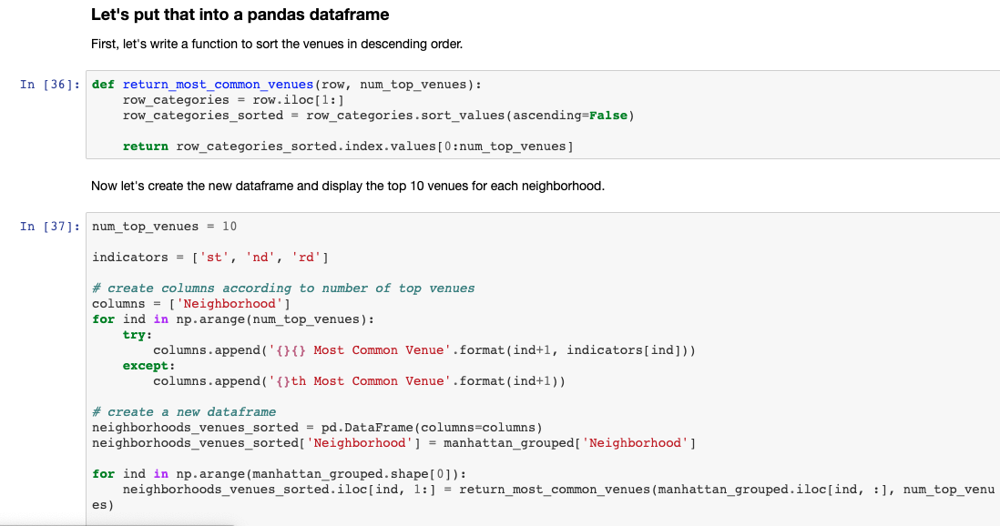 Let's put that into a pandas dataframe
First, let's write a function to sort the venues in descending order.
In [36]: def return_most_common_venues(row, num_top_venues):
    row_categories = row.iloc[1:]
    row_categories_sorted = row_categories.sort_values(ascending=False)
    return row_categories_sorted.index.values[0:num_top_venues]
Now let's create the new dataframe and display the top 10 venues for each neighborhood.
In [37]: num_top_venues = 10
indicators = ['st', 'nd', 'rd']
# create columns according to number of top venues
columns = ['Neighborhood']
for ind in np.arange(num_top_venues):
    try:
        columns.append('{}{} Most Common Venue'.format(ind+1, indicators[ind]))
    except:
        columns.append('{}th Most Common Venue'.format(ind+1))
# create a new dataframe
neighborhoods_venues_sorted = pd.DataFrame(columns=columns)
neighborhoods_venues_sorted['Neighborhood'] = manhattan_grouped['Neighborhood']
for ind in np.arange(manhattan_grouped.shape[0]):
    neighborhoods_venues_sorted.iloc[ind, 1:] = return_most_common_venues(manhattan_grouped.iloc[ind, :], num_top_venu
es)